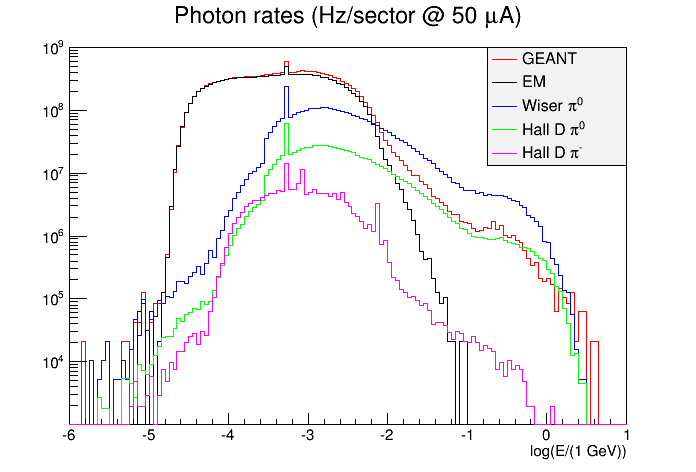 Photon rates (Hz/sector @ 50 μA)
10⁹
10⁸
10⁷
10⁶
10⁵
10⁴
GEANT
EM
Wiser π⁰
Hall D π⁰
Hall D π⁻
-6 -5 -4 -3 -2 -1 0 1
log(E/(1 GeV))